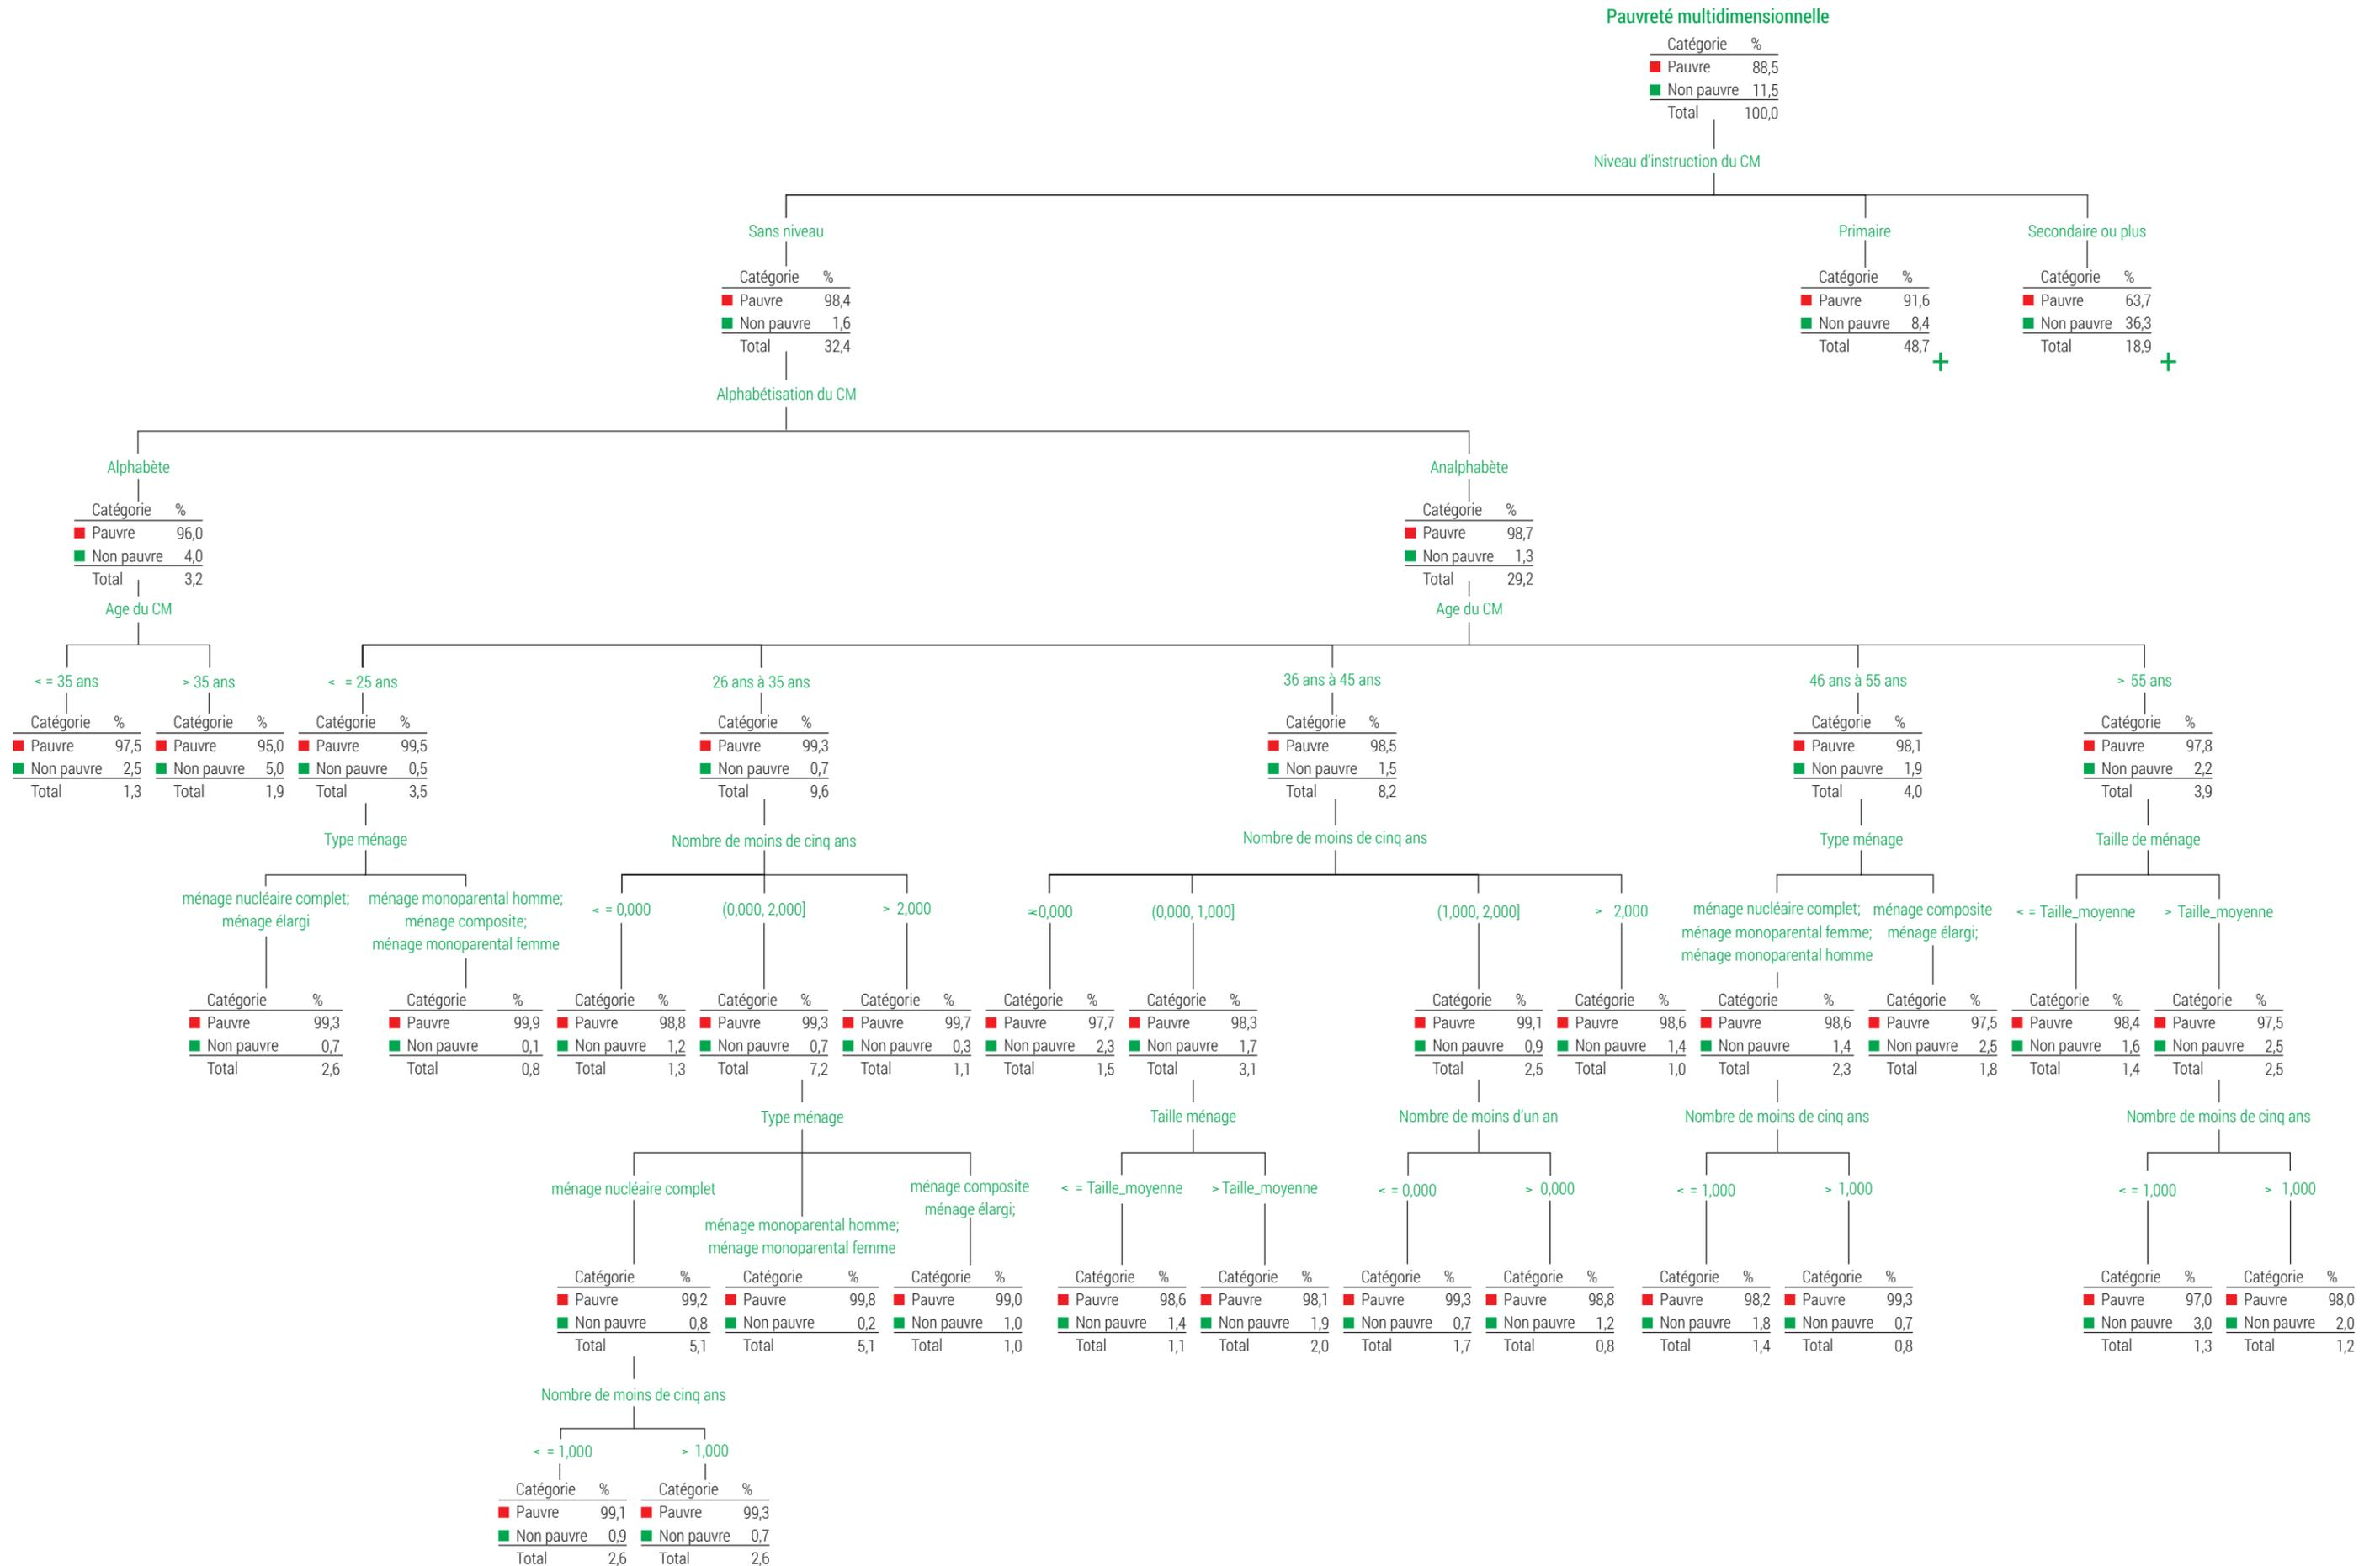 Pauvreté multidimensionnelle
Catégorie %
Pauvre 88,5
Non pauvre 11,5
Total 100,0
Niveau d'instruction du CM
Sans niveau
Catégorie %
Pauvre 98,4
Non pauvre 1,6
Total 32,4
Primaire
Catégorie %
Pauvre 91,6
Non pauvre 8,4
Total 48,7
+
Secondaire ou plus
Catégorie %
Pauvre 63,7
Non pauvre 36,3
Total 18,9
+
Alphabétisation du CM
Alphabète
Catégorie %
Pauvre 96,0
Non pauvre 4,0
Total 3,2
Age du CM
Analphabète
Catégorie %
Pauvre 98,7
Non pauvre 1,3
Total 29,2
Age du CM
< = 35 ans
Catégorie %
Pauvre 97,5
Non pauvre 2,5
Total 1,3
> 35 ans
Catégorie %
Pauvre 95,0
Non pauvre 5,0
Total 1,9
< = 25 ans
Catégorie %
Pauvre 99,5
Non pauvre 0,5
Total 3,5
Type ménage
26 ans à 35 ans
Catégorie %
Pauvre 99,3
Non pauvre 0,7
Total 9,6
Nombre de moins de cinq ans
36 ans à 45 ans
Catégorie %
Pauvre 98,5
Non pauvre 1,5
Total 8,2
Nombre de moins de cinq ans
46 ans à 55 ans
Catégorie %
Pauvre 98,1
Non pauvre 1,9
Total 4,0
Type ménage
> 55 ans
Catégorie %
Pauvre 97,8
Non pauvre 2,2
Total 3,9
Taille de ménage
ménage nucléaire complet;
ménage élargi
Catégorie %
Pauvre 99,3
Non pauvre 0,7
Total 2,6
ménage monoparental homme;
ménage composite;
ménage monoparental femme
Catégorie %
Pauvre 99,9
Non pauvre 0,1
Total 0,8
< = 0,000
Catégorie %
Pauvre 98,8
Non pauvre 1,2
Total 1,3
(0,000, 2,000]
Catégorie %
Pauvre 99,3
Non pauvre 0,7
Total 7,2
Type ménage
> 2,000
Catégorie %
Pauvre 99,7
Non pauvre 0,3
Total 1,1
0,000
Catégorie %
Pauvre 97,7
Non pauvre 2,3
Total 1,5
(0,000, 1,000]
Catégorie %
Pauvre 98,3
Non pauvre 1,7
Total 3,1
Taille ménage
(1,000, 2,000]
Catégorie %
Pauvre 99,1
Non pauvre 0,9
Total 2,5
Nombre de moins d'un an
> 2,000
Catégorie %
Pauvre 98,6
Non pauvre 1,4
Total 1,0
ménage nucléaire complet;
ménage monoparental femme;
ménage monoparental homme
Catégorie %
Pauvre 98,6
Non pauvre 1,4
Total 2,3
Nombre de moins de cinq ans
ménage composite
ménage élargi;
Catégorie %
Pauvre 97,5
Non pauvre 2,5
Total 1,8
< = Taille_moyenne
Catégorie %
Pauvre 98,4
Non pauvre 1,6
Total 1,4
> Taille_moyenne
Catégorie %
Pauvre 97,5
Non pauvre 2,5
Total 2,5
Nombre de moins de cinq ans
ménage nucléaire complet
Catégorie %
Pauvre 99,2
Non pauvre 0,8
Total 5,1
Nombre de moins de cinq ans
ménage monoparental homme;
ménage monoparental femme
Catégorie %
Pauvre 99,8
Non pauvre 0,2
Total 5,1
ménage composite
ménage élargi;
Catégorie %
Pauvre 99,0
Non pauvre 1,0
Total 1,0
< = Taille_moyenne
Catégorie %
Pauvre 98,6
Non pauvre 1,4
Total 1,1
> Taille_moyenne
Catégorie %
Pauvre 98,1
Non pauvre 1,9
Total 2,0
< = 0,000
Catégorie %
Pauvre 99,3
Non pauvre 0,7
Total 1,7
> 0,000
Catégorie %
Pauvre 98,8
Non pauvre 1,2
Total 0,8
< = 1,000
Catégorie %
Pauvre 98,2
Non pauvre 1,8
Total 1,4
> 1,000
Catégorie %
Pauvre 99,3
Non pauvre 0,7
Total 0,8
< = 1,000
Catégorie %
Pauvre 97,0
Non pauvre 3,0
Total 1,3
> 1,000
Catégorie %
Pauvre 98,0
Non pauvre 2,0
Total 1,2
< = 1,000
Catégorie %
Pauvre 99,1
Non pauvre 0,9
Total 2,6
> 1,000
Catégorie %
Pauvre 99,3
Non pauvre 0,7
Total 2,6